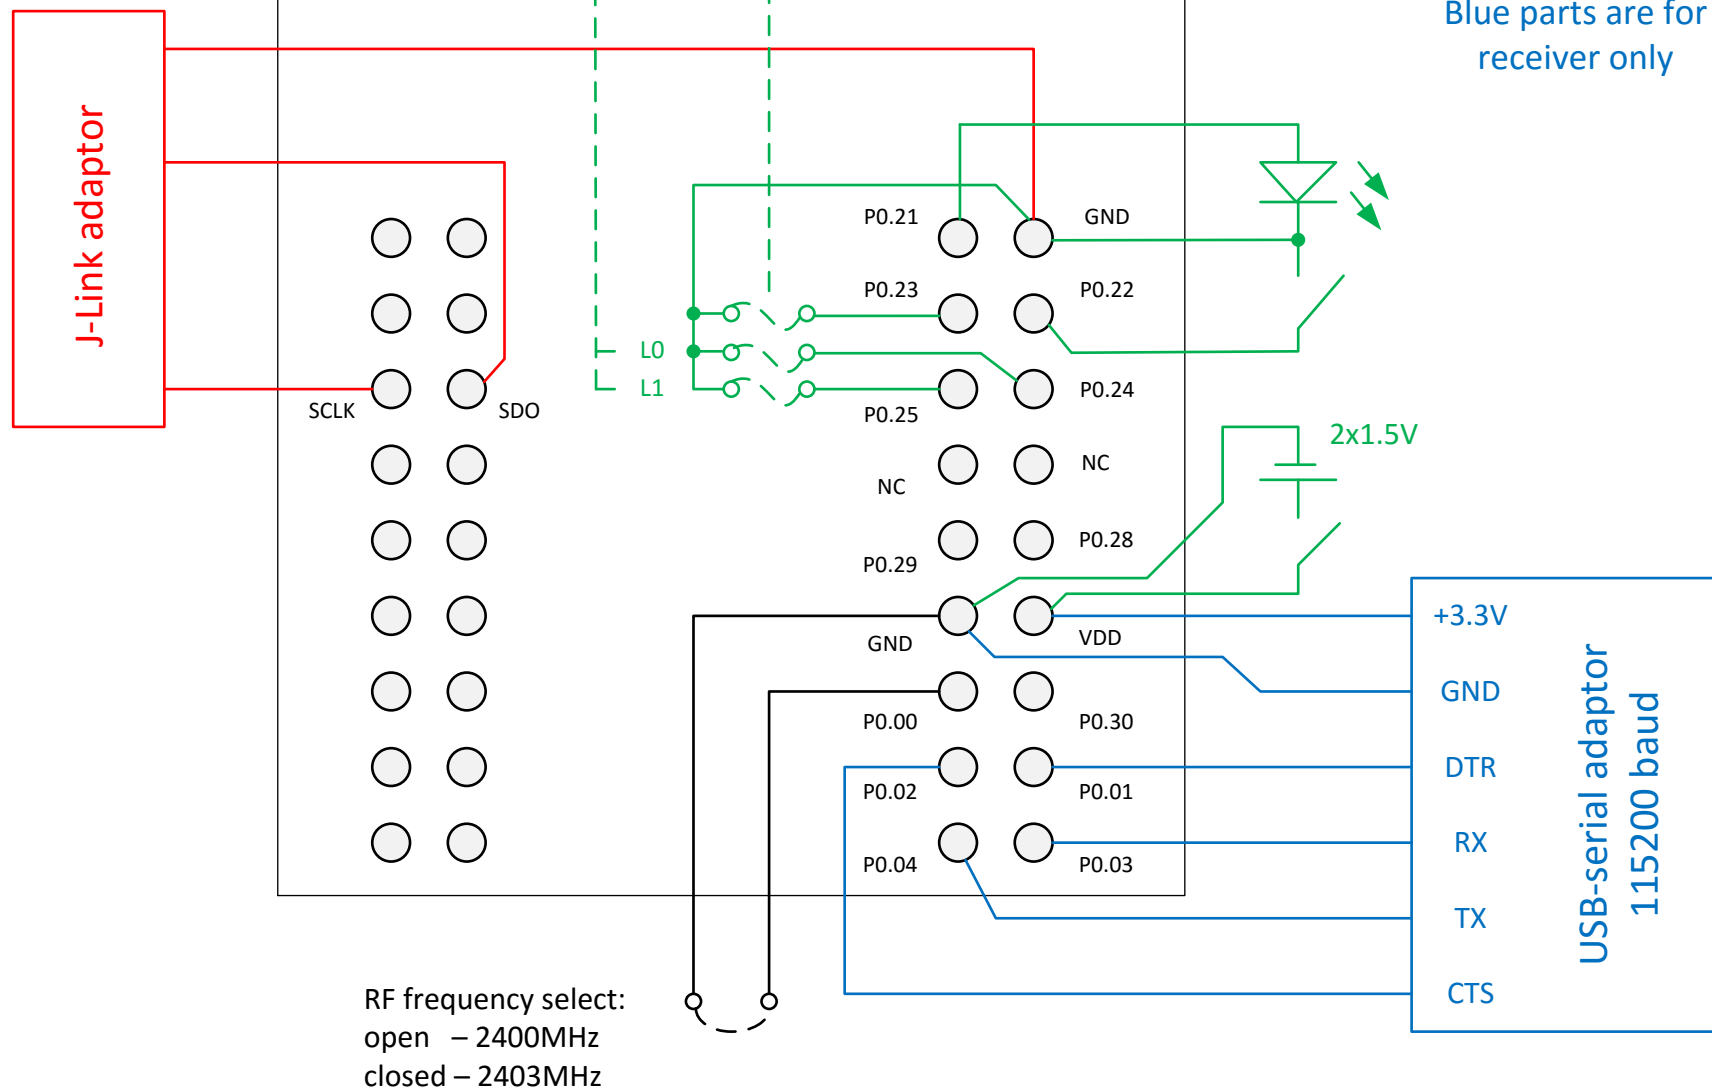 Blue parts are for
receiver only
J-Link adaptor
P0.21
GND
P0.23
P0.22
L0
L1
SCLK
SDO
P0.25
P0.24
2x1.5V
NC
NC
P0.29
P0.28
GND
VDD
P0.00
P0.30
P0.02
P0.01
P0.04
P0.03
+3.3V
GND
DTR
RX
TX
CTS
USB-serial adaptor
115200 baud
RF frequency select:
open – 2400MHz
closed – 2403MHz